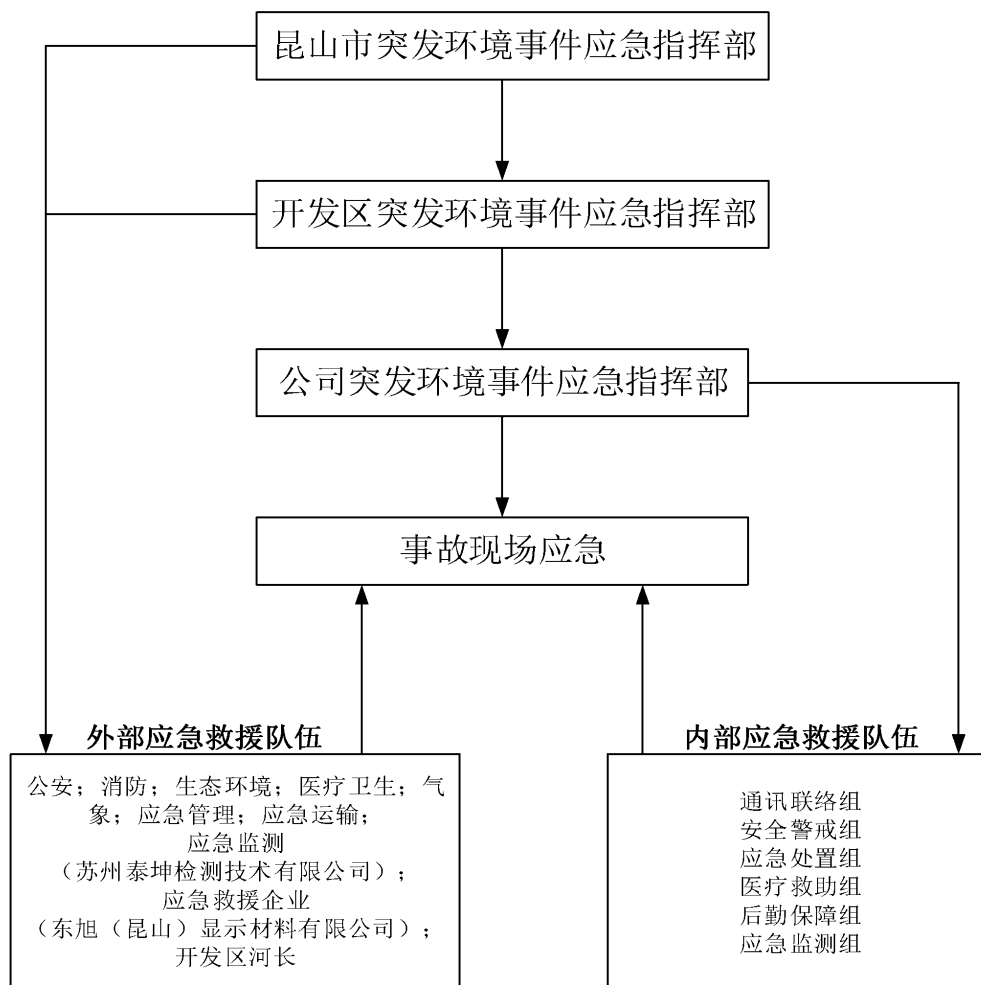 昆山市突发环境事件应急指挥部
开发区突发环境事件应急指挥部
公司突发环境事件应急指挥部
事故现场应急
外部应急救援队伍
公安；消防；生态环境；医疗卫生；气
象；应急管理；应急运输；
应急监测
（苏州泰坤检测技术有限公司）；
应急救援企业
（东旭（昆山）显示材料有限公司）；
开发区河长
内部应急救援队伍
通讯联络组
安全警戒组
应急处置组
医疗救助组
后勤保障组
应急监测组